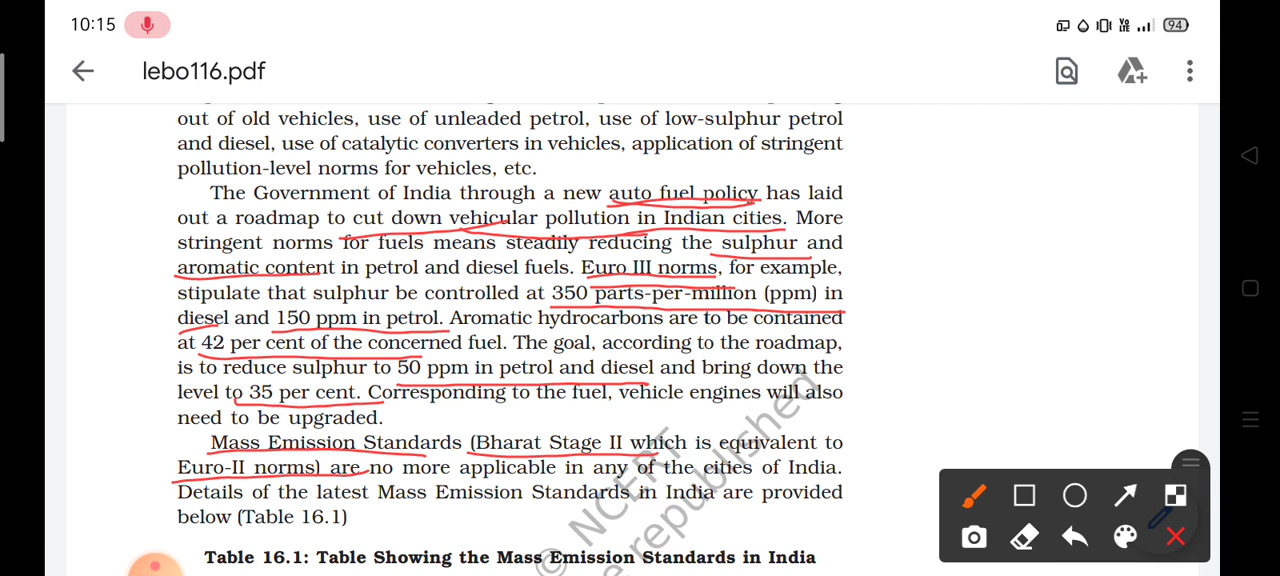 10:15
VO LTE 94
lebo116.pdf
out of old vehicles, use of unleaded petrol, use of low-sulphur petrol
and diesel, use of catalytic converters in vehicles, application of stringent
pollution-level norms for vehicles, etc.
The Government of India through a new auto fuel policy has laid
out a roadmap to cut down vehicular pollution in Indian cities. More
stringent norms for fuels means steadily reducing the sulphur and
aromatic content in petrol and diesel fuels. Euro III norms, for example,
stipulate that sulphur be controlled at 350 parts-per-million (ppm) in
diesel and 150 ppm in petrol. Aromatic hydrocarbons are to be contained
at 42 per cent of the concerned fuel. The goal, according to the roadmap,
is to reduce sulphur to 50 ppm in petrol and diesel and bring down the
level to 35 per cent. Corresponding to the fuel, vehicle engines will also
need to be upgraded.
Mass Emission Standards (Bharat Stage II which is equivalent to
Euro-II norms) are no more applicable in any of the cities of India.
Details of the latest Mass Emission Standards in India are provided
below (Table 16.1)
© NCERT
republished
Table 16.1: Table Showing the Mass Emission Standards in India